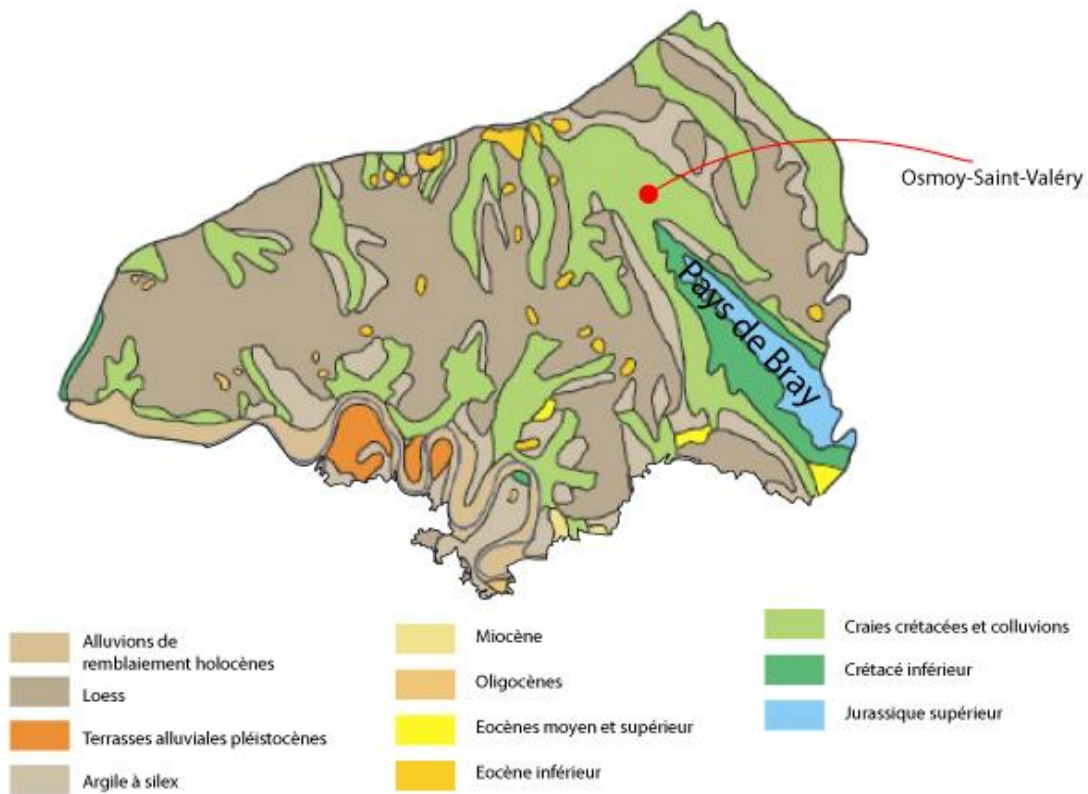 Osmoy-Saint-Valéry
Pays de Bray
Alluvions de
remblaiement holocènes
Loess
Terrasses alluviales pléistocènes
Argile à silex
Miocène
Oligocènes
Eocènes moyen et supérieur
Eocène inférieur
Craies crétacées et colluvions
Crétacé inférieur
Jurassique supérieur